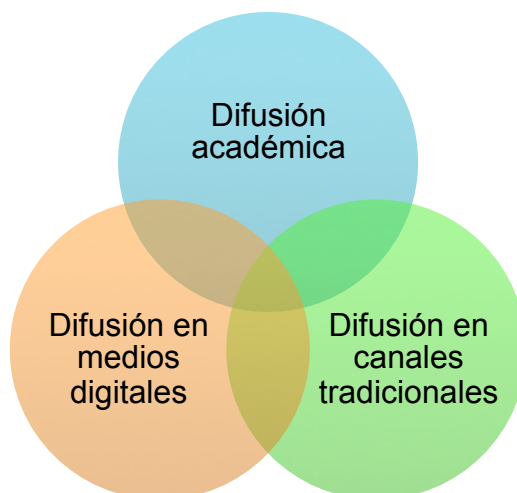 Difusión
académica
Difusión en
medios
digitales
Difusión en
canales
tradicionales